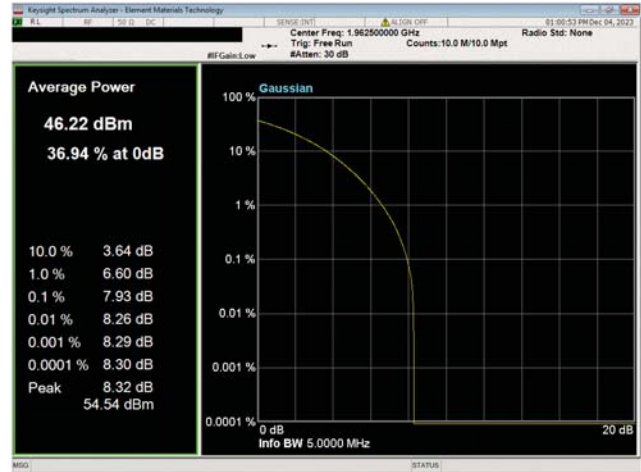 Keysight Spectrum Analyzer - Element Materials Technology
RL RF 50 Ω DC SENSE:INT ALIGN OFF 01:00:53 PM Dec 04, 2023
Center Freq: 1.962500000 GHz Radio Std: None
Trig: Free Run Counts:10.0 M/10.0 Mpt
#IFGain:Low #Atten: 30 dB
Average Power
46.22 dBm
36.94 % at 0dB
10.0 % 3.64 dB
1.0 % 6.60 dB
0.1 % 7.93 dB
0.01 % 8.26 dB
0.001 % 8.29 dB
0.0001 % 8.30 dB
Peak 8.32 dB
54.54 dBm
Gaussian
100 %
10 %
1 %
0.1 %
0.01 %
0.001 %
0.0001 %
0 dB 20 dB
Info BW 5.0000 MHz
MSG STATUS